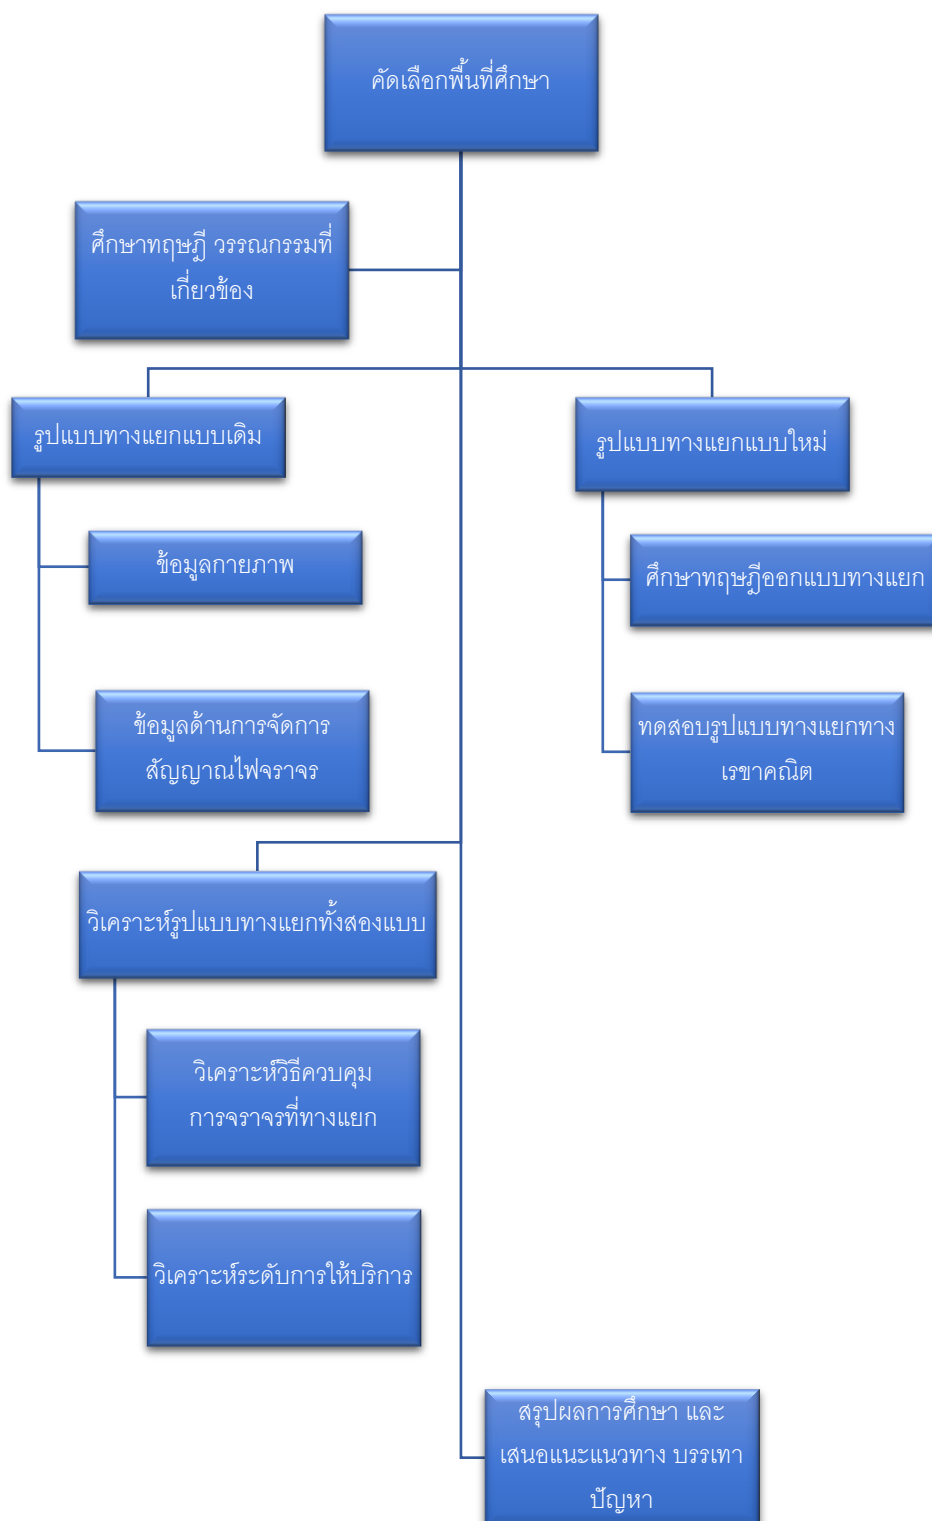 คัดเลือกพื้นที่ศึกษา
ศึกษาทฤษฎี วรรณกรรมที่
เกี่ยวข้อง
รูปแบบทางแยกแบบเดิม
รูปแบบทางแยกแบบใหม่
ข้อมูลกายภาพ
ศึกษาทฤษฎีออกแบบทางแยก
ข้อมูลด้านการจัดการ
สัญญาณไฟจราจร
ทดสอบรูปแบบทางแยกทาง
เรขาคณิต
วิเคราะห์รูปแบบทางแยกทั้งสองแบบ
วิเคราะห์วิธีควบคุม
การจราจรที่ทางแยก
วิเคราะห์ระดับการให้บริการ
สรุปผลการศึกษา และ
เสนอแนะแนวทาง บรรเทา
ปัญหา